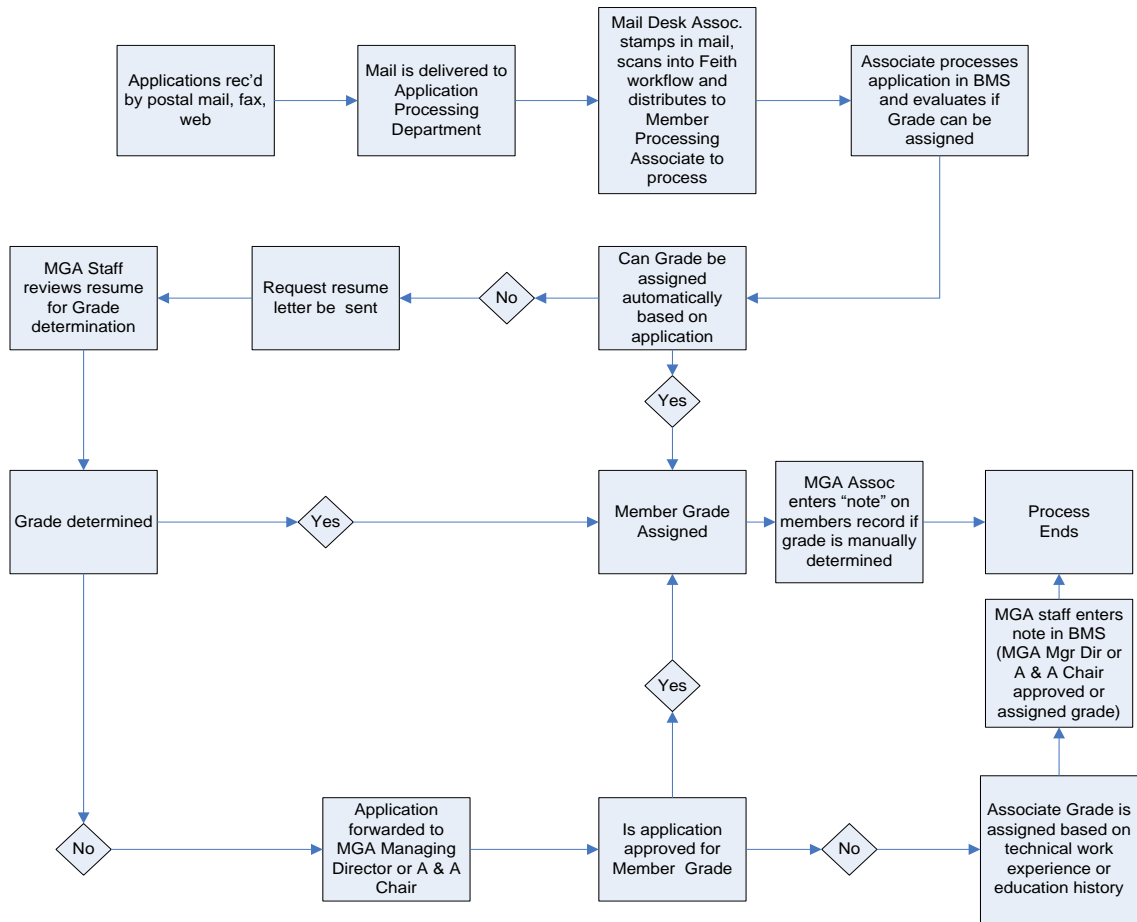 Applications rec’d
by postal mail, fax,
web
Mail is delivered to
Application
Processing
Department
Mail Desk Assoc.
stamps in mail,
scans into Feith
workflow and
distributes to
Member
Processing
Associate to
process
Associate processes
application in BMS
and evaluates if
Grade can be
assigned
MGA Staff
reviews resume
for Grade
determination
Request resume
letter be sent
No
Can Grade be
assigned
automatically
based on
application
Yes
Grade determined
Yes
Member Grade
Assigned
MGA Assoc
enters “note” on
members record if
grade is manually
determined
Process
Ends
MGA staff enters
note in BMS
(MGA Mgr Dir or
A & A Chair
approved or
assigned grade)
Yes
No
Application
forwarded to
MGA Managing
Director or A & A
Chair
Is application
approved for
Member Grade
No
Associate Grade is
assigned based on
technical work
experience or
education history